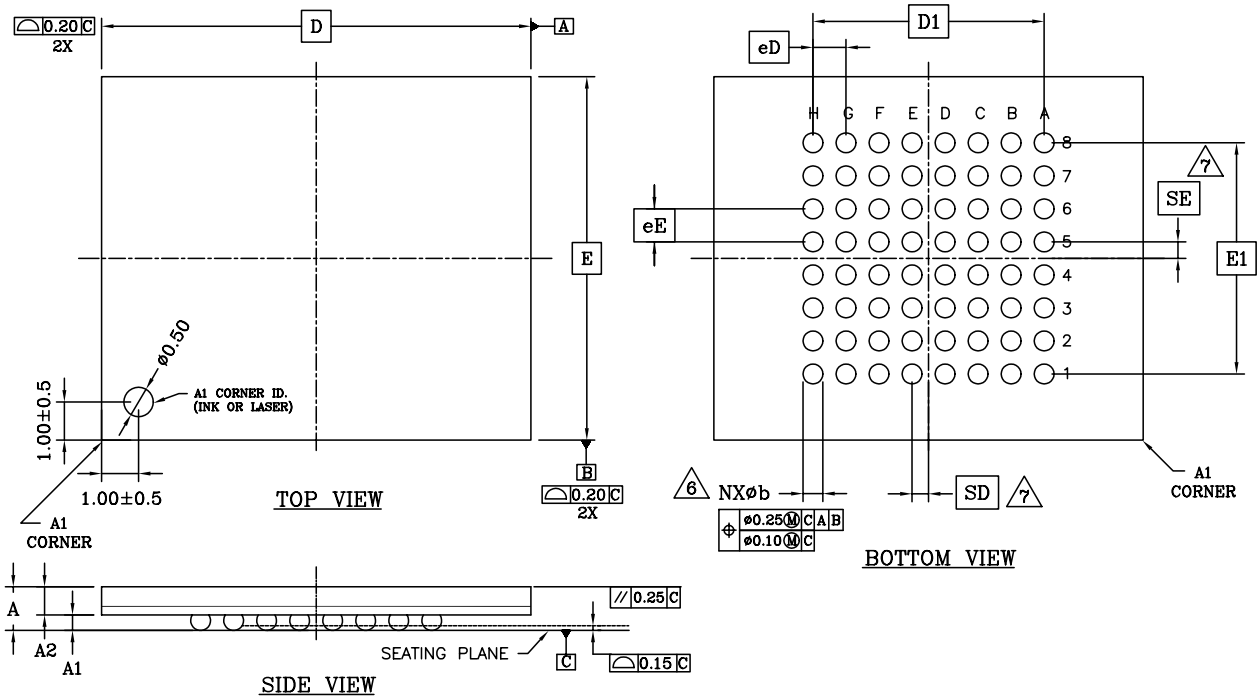 ⌓ 0.20 C
2X
D
A
E
ø0.50
A1 CORNER ID.
(INK OR LASER)
1.00±0.5
1.00±0.5
B
⌓ 0.20 C
2X
TOP VIEW
A1
CORNER
D1
eD
H G F E D C B A
8
7
6
5
4
3
2
1
7
SE
eE
E1
6 NXøb
SD 7
⌖ ø0.25 Ⓜ C A B
ø0.10 Ⓜ C
A1
CORNER
BOTTOM VIEW
A
A2
A1
// 0.25 C
SEATING PLANE
C
⌓ 0.15 C
SIDE VIEW